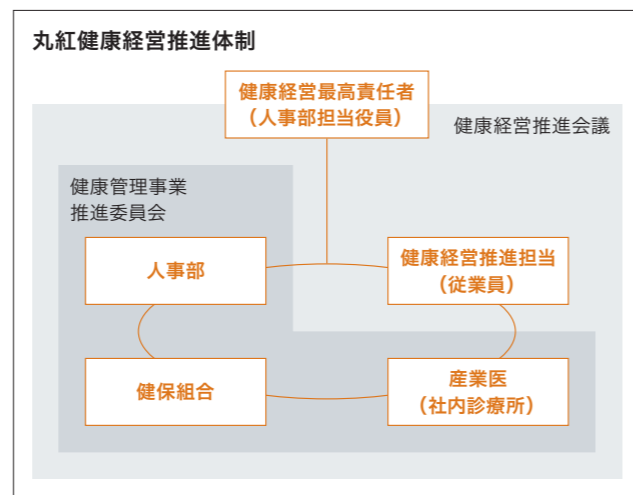 丸紅健康経営推進体制
健康経営最高責任者
（人事部担当役員）
健康経営推進会議
健康管理事業
推進委員会
人事部
健康経営推進担当
（従業員）
健保組合
産業医
（社内診療所）